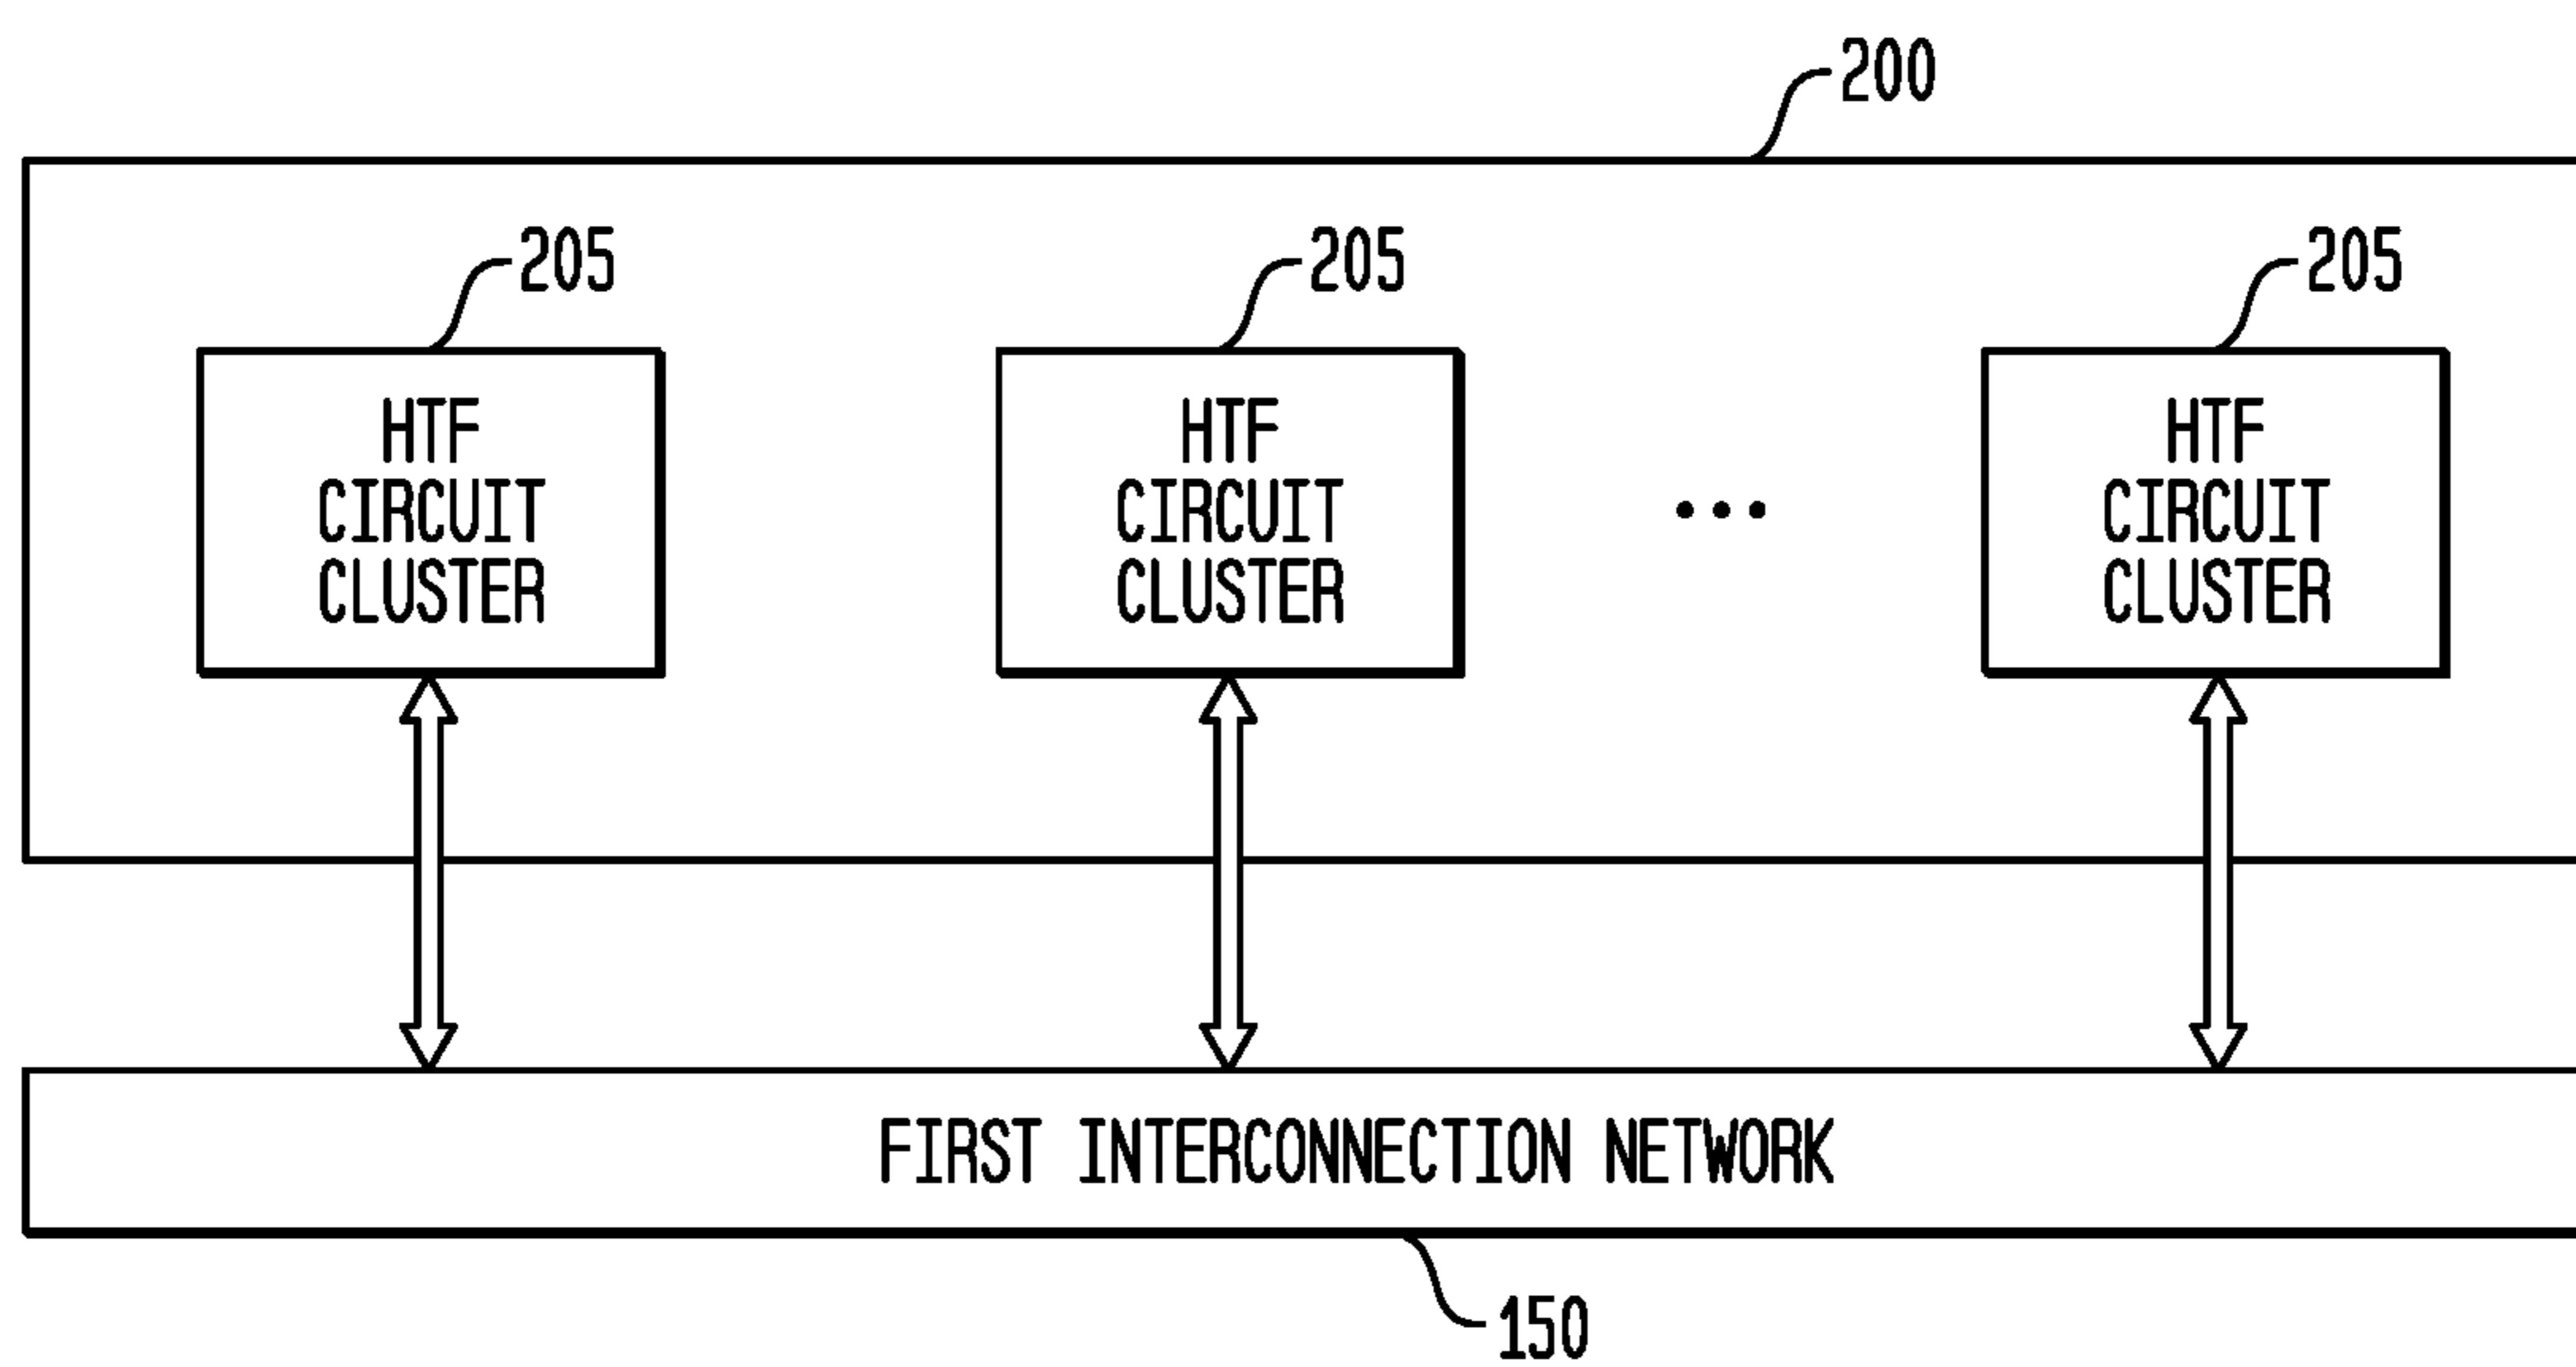 200
205
205
205
HTF
CIRCUIT
CLUSTER
HTF
CIRCUIT
CLUSTER
...
HTF
CIRCUIT
CLUSTER
FIRST INTERCONNECTION NETWORK
150